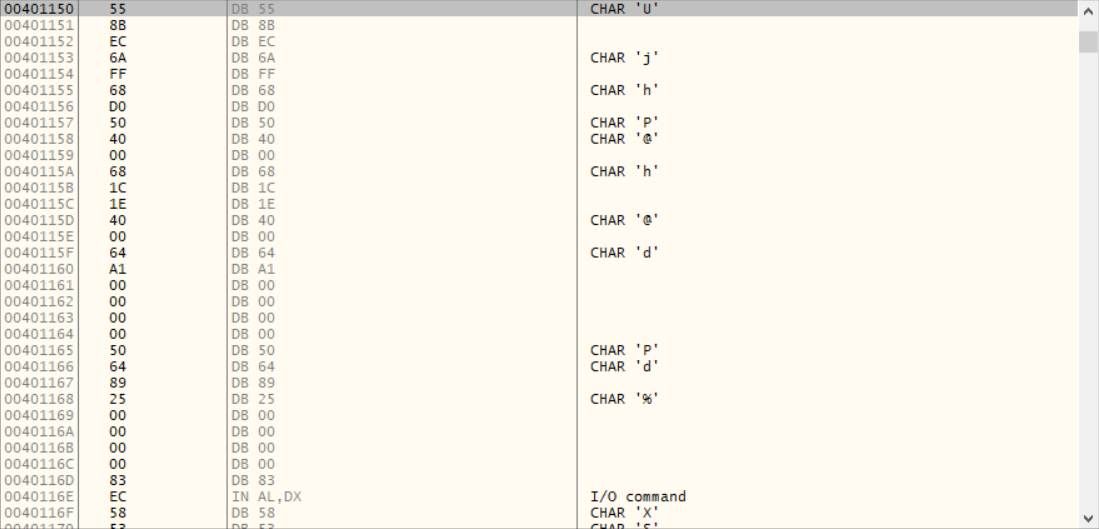 00401150 55 DB 55 CHAR 'U'
00401151 8B DB 8B
00401152 EC DB EC
00401153 6A DB 6A CHAR 'j'
00401154 FF DB FF
00401155 68 DB 68 CHAR 'h'
00401156 D0 DB D0
00401157 50 DB 50 CHAR 'P'
00401158 40 DB 40 CHAR '@'
00401159 00 DB 00
0040115A 68 DB 68 CHAR 'h'
0040115B 1C DB 1C
0040115C 1E DB 1E
0040115D 40 DB 40 CHAR '@'
0040115E 00 DB 00
0040115F 64 DB 64 CHAR 'd'
00401160 A1 DB A1
00401161 00 DB 00
00401162 00 DB 00
00401163 00 DB 00
00401164 00 DB 00
00401165 50 DB 50 CHAR 'P'
00401166 64 DB 64 CHAR 'd'
00401167 89 DB 89
00401168 25 DB 25 CHAR '%'
00401169 00 DB 00
0040116A 00 DB 00
0040116B 00 DB 00
0040116C 00 DB 00
0040116D 83 DB 83
0040116E EC IN AL,DX I/O command
0040116F 58 DB 58 CHAR 'X'
00401170 53 DB 53 CHAR 'S'